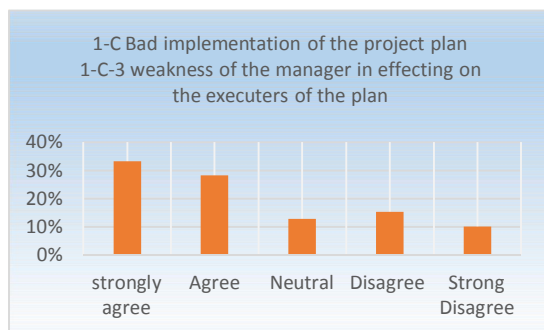 1-C Bad implementation of the project plan
1-C-3 weakness of the manager in effecting on
the executers of the plan
40%
30%
20%
10%
0%
strongly agree
Agree
Neutral
Disagree
Strong Disagree